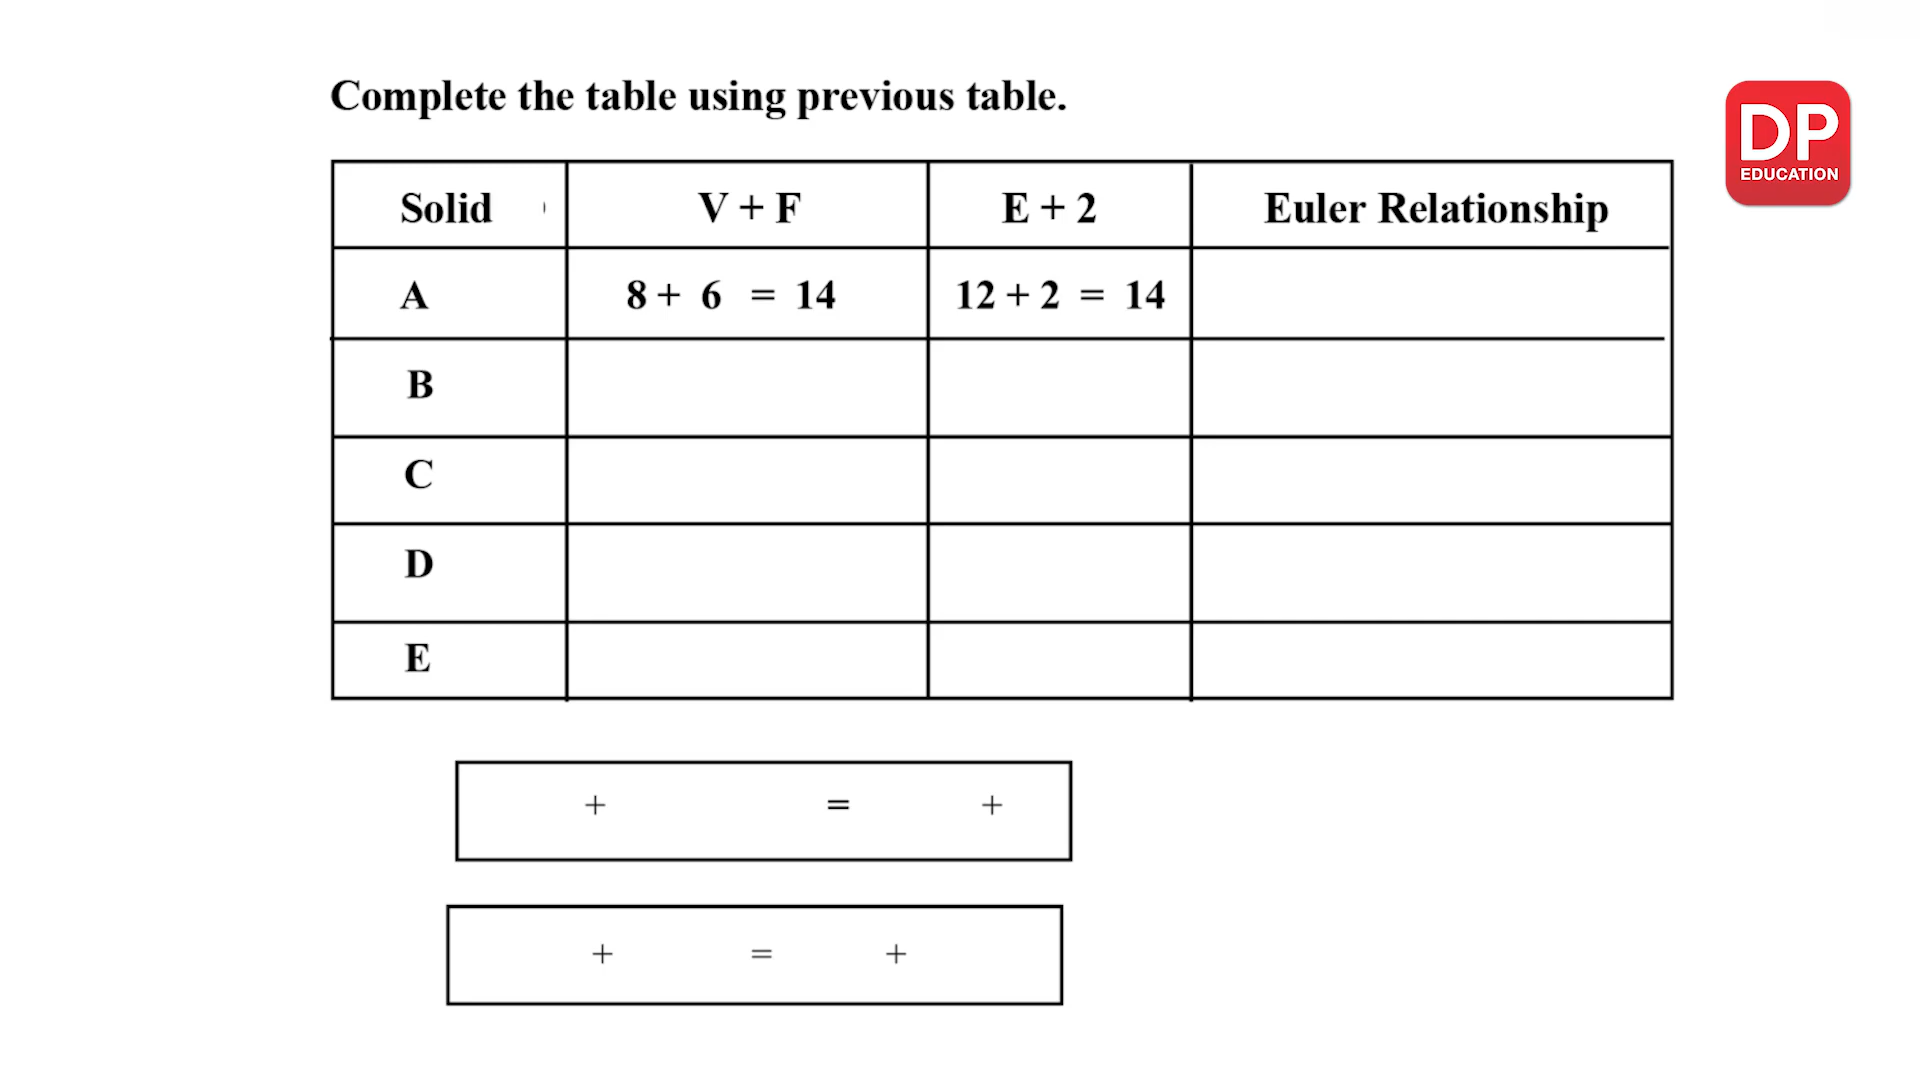 Complete the table using previous table.
DP
EDUCATION
Solid V + F E + 2 Euler Relationship
A 8 + 6 = 14 12 + 2 = 14
B
C
D
E
+ = +
+ = +